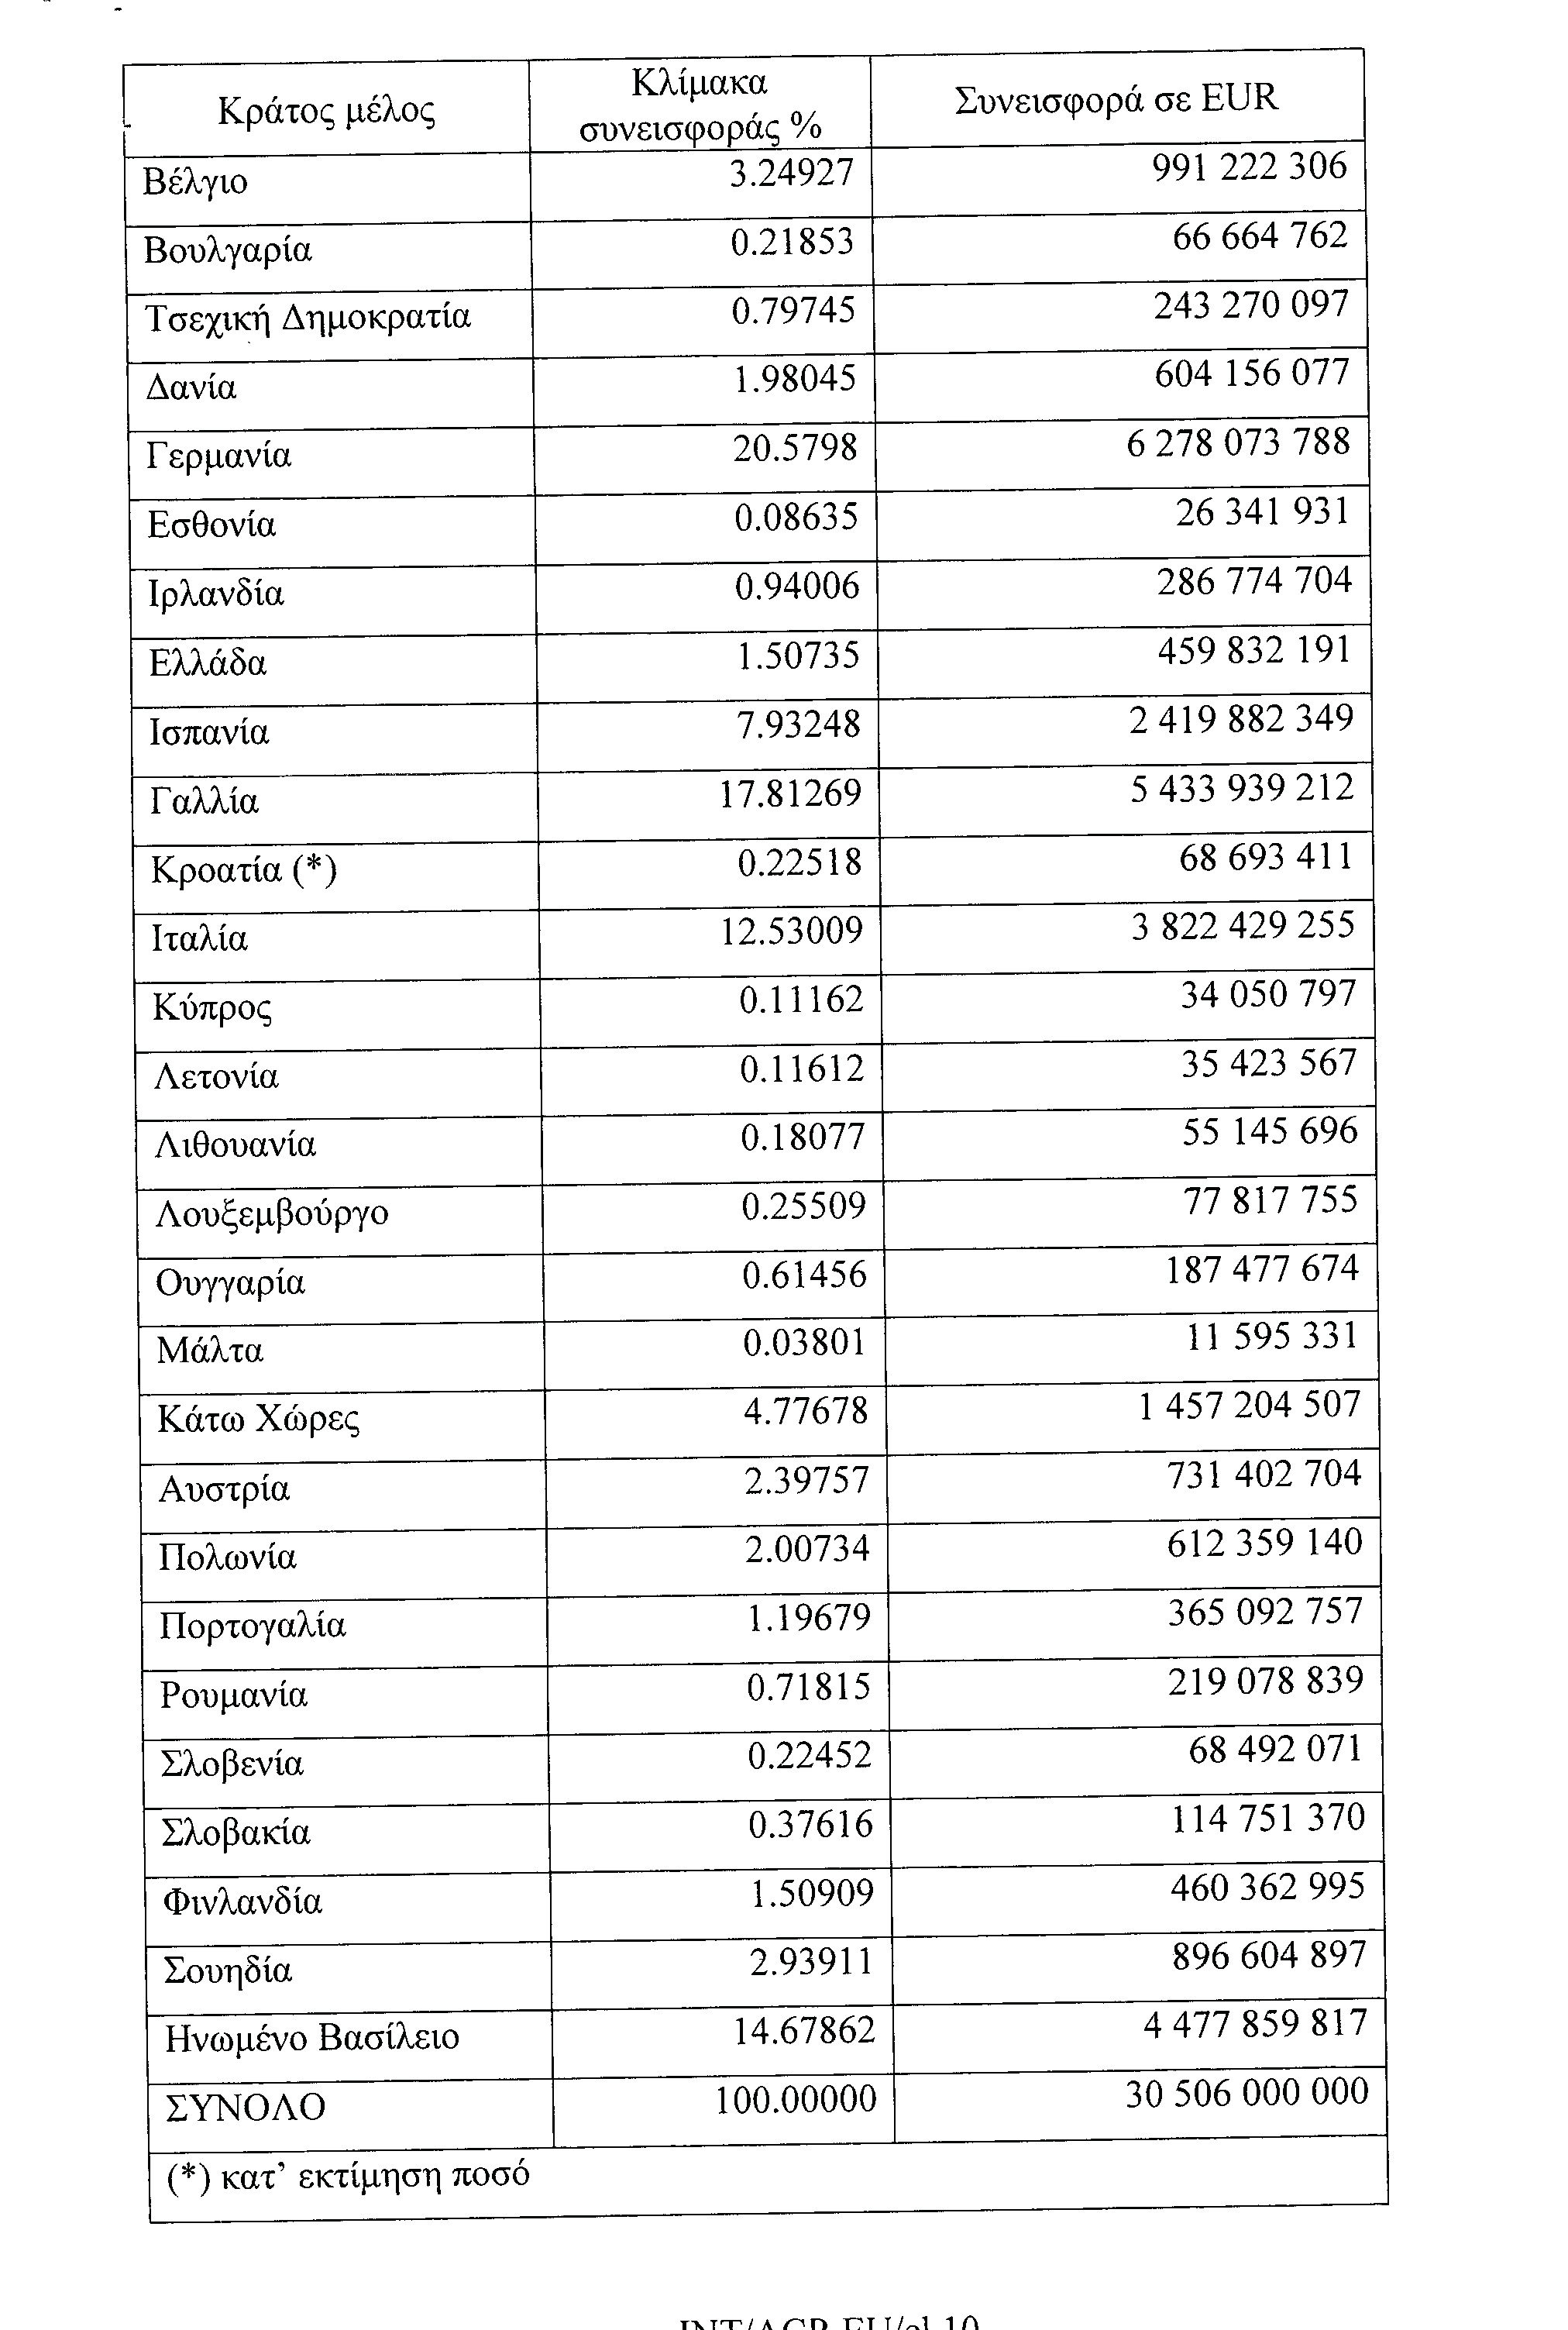 Κράτος μέλος Κλίμακα συνεισφοράς % Συνεισφορά σε EUR
Βέλγιο 3.24927 991 222 306
Βουλγαρία 0.21853 66 664 762
Τσεχική Δημοκρατία 0.79745 243 270 097
Δανία 1.98045 604 156 077
Γερμανία 20.5798 6 278 073 788
Εσθονία 0.08635 26 341 931
Ιρλανδία 0.94006 286 774 704
Ελλάδα 1.50735 459 832 191
Ισπανία 7.93248 2 419 882 349
Γαλλία 17.81269 5 433 939 212
Κροατία (*) 0.22518 68 693 411
Ιταλία 12.53009 3 822 429 255
Κύπρος 0.11162 34 050 797
Λετονία 0.11612 35 423 567
Λιθουανία 0.18077 55 145 696
Λουξεμβούργο 0.25509 77 817 755
Ουγγαρία 0.61456 187 477 674
Μάλτα 0.03801 11 595 331
Κάτω Χώρες 4.77678 1 457 204 507
Αυστρία 2.39757 731 402 704
Πολωνία 2.00734 612 359 140
Πορτογαλία 1.19679 365 092 757
Ρουμανία 0.71815 219 078 839
Σλοβενία 0.22452 68 492 071
Σλοβακία 0.37616 114 751 370
Φινλανδία 1.50909 460 362 995
Σουηδία 2.93911 896 604 897
Ηνωμένο Βασίλειο 14.67862 4 477 859 817
ΣΥΝΟΛΟ 100.00000 30 506 000 000
(*) κατ’ εκτίμηση ποσό